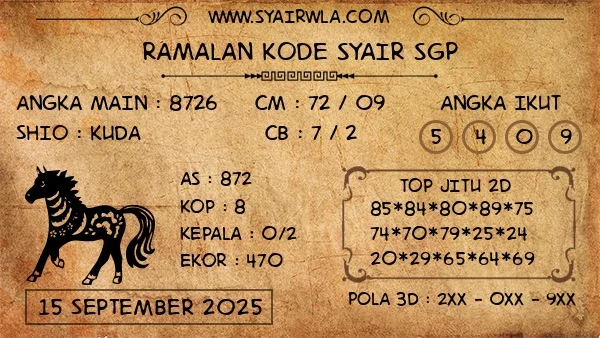 WWW.SYAIRWLA.COM
RAMALAN KODE SYAIR SGP
ANGKA MAIN : 8726
CM : 72 / 09
ANGKA IKUT
SHIO : KUDA
CB : 7 / 2
5 4 0 9
AS : 872
KOP : 8
KEPALA : 0/2
EKOR : 470
TOP JITU 2D
85*84*80*89*75
74*70*79*25*24
20*29*65*64*69
15 SEPTEMBER 2025
POLA 3D : 2XX - 0XX - 9XX